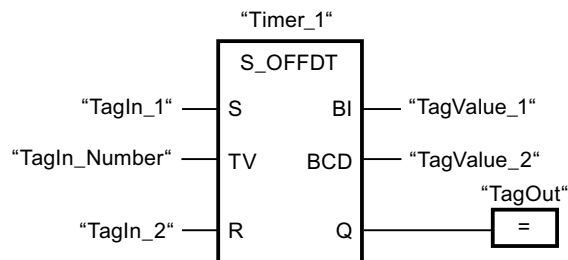 “Timer_1“
S_OFFDT
“TagIn_1“ S BI “TagValue_1“
“TagIn_Number“ TV BCD “TagValue_2“
“TagOut“
“TagIn_2“ R Q =